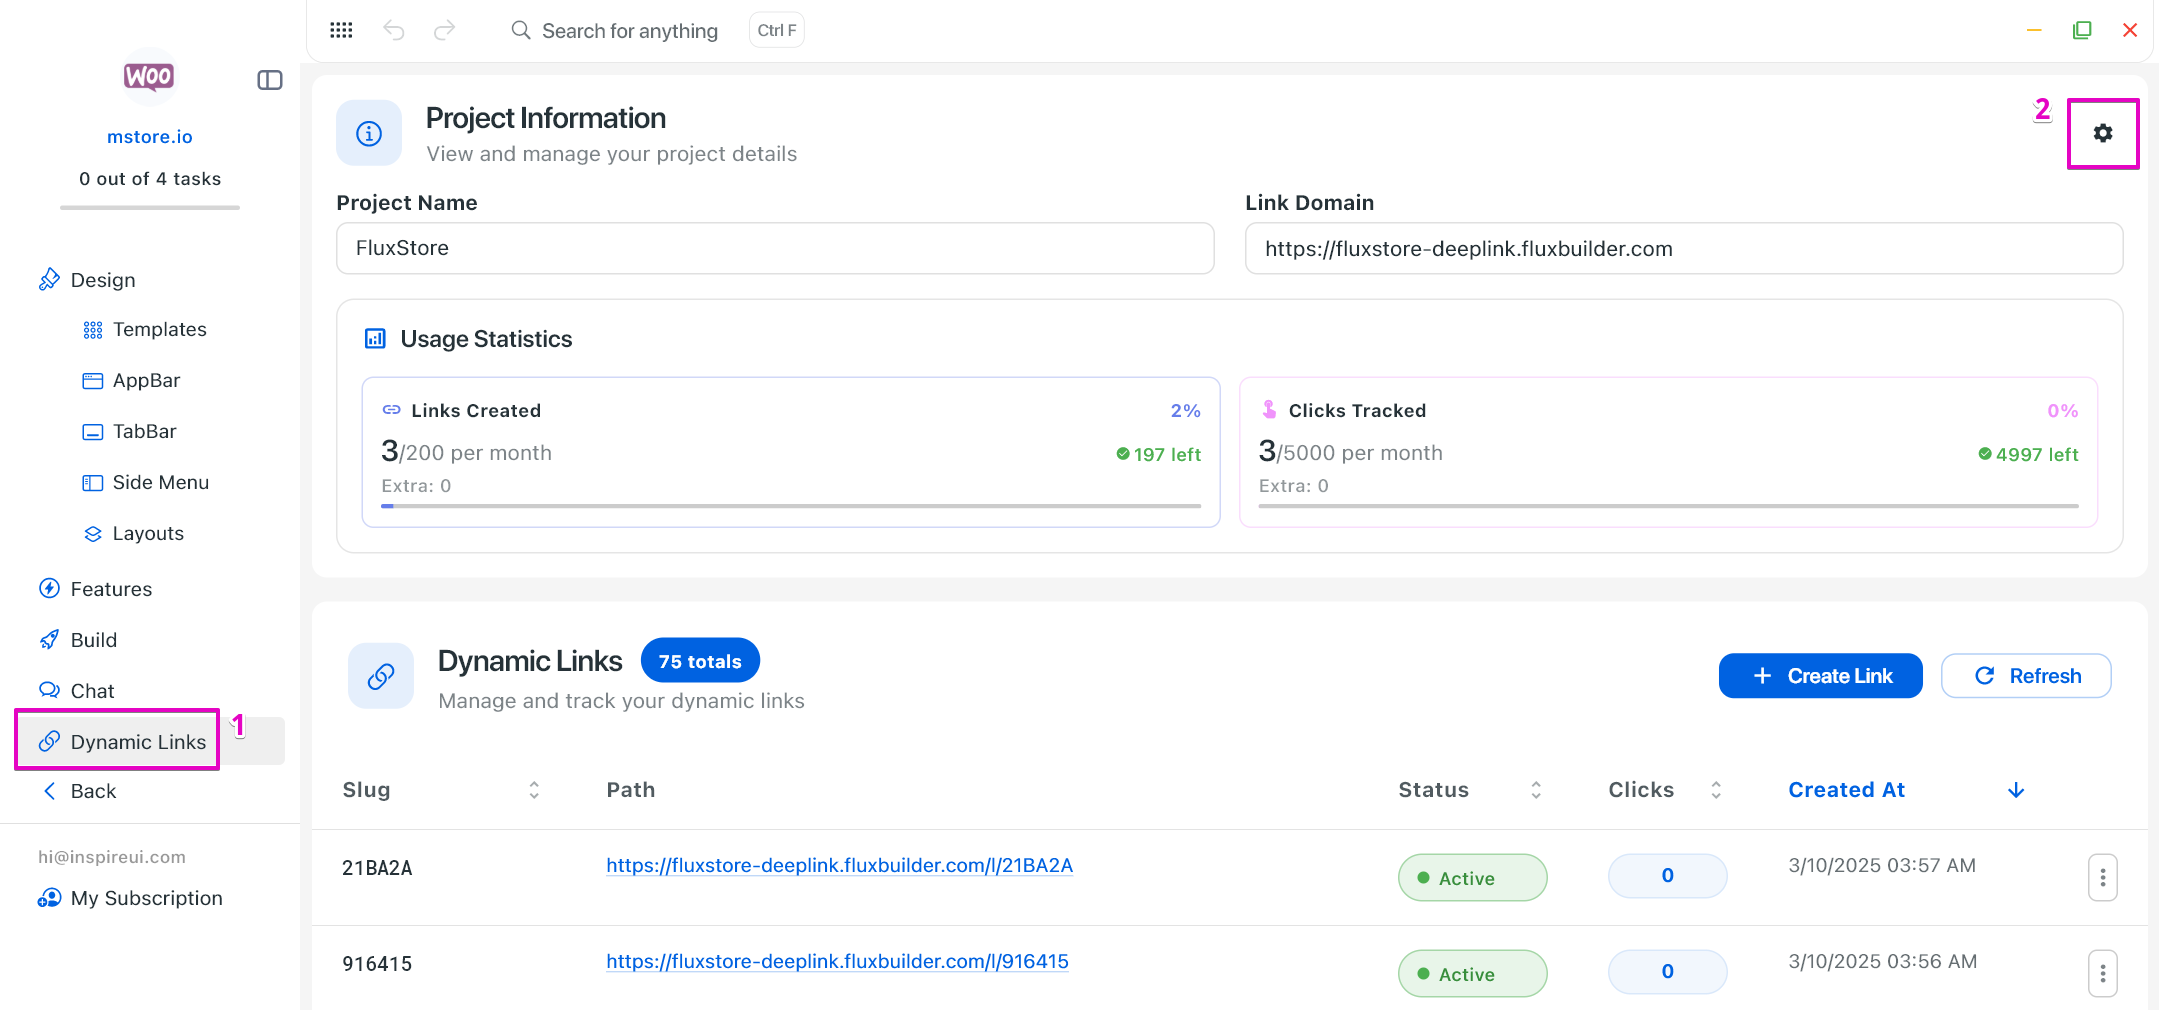 Search for anything
Ctrl F
WOO
mstore.io
0 out of 4 tasks
Design
Templates
AppBar
TabBar
Side Menu
Layouts
Features
Build
Chat
Dynamic Links
1
Back
hi@inspireui.com
My Subscription
Project Information
View and manage your project details
2
Project Name
Link Domain
FluxStore
https://fluxstore-deeplink.fluxbuilder.com
Usage Statistics
Links Created
2%
3/200 per month
197 left
Extra: 0
Clicks Tracked
0%
3/5000 per month
4997 left
Extra: 0
Dynamic Links
75 totals
Manage and track your dynamic links
Create Link
Refresh
Slug
Path
Status
Clicks
Created At
21BA2A
https://fluxstore-deeplink.fluxbuilder.com/l/21BA2A
Active
0
3/10/2025 03:57 AM
916415
https://fluxstore-deeplink.fluxbuilder.com/l/916415
Active
0
3/10/2025 03:56 AM